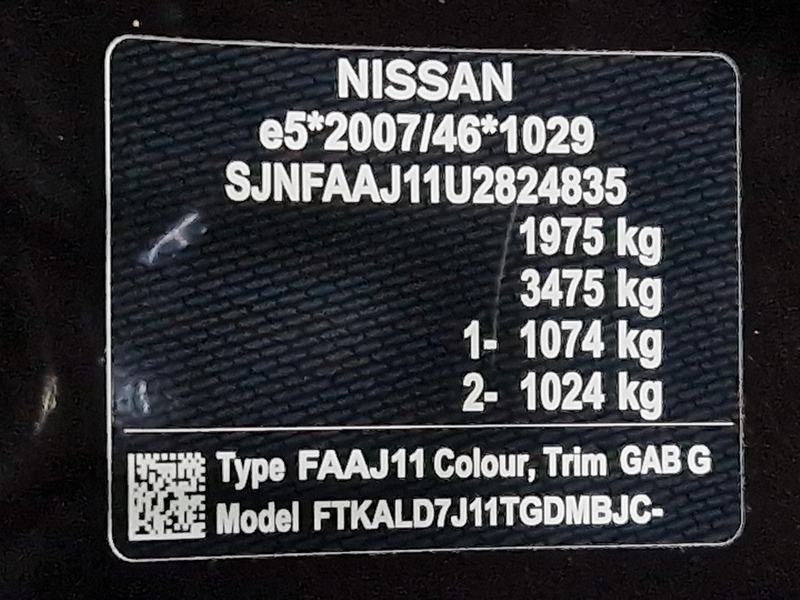 NISSAN
e5*2007/46*1029
SJNFAAJ11U2824835
1975 kg
3475 kg
1- 1074 kg
2- 1024 kg
Type FAAJ11 Colour, Trim GAB G
Model FTKALD7J11TGDMBJC-